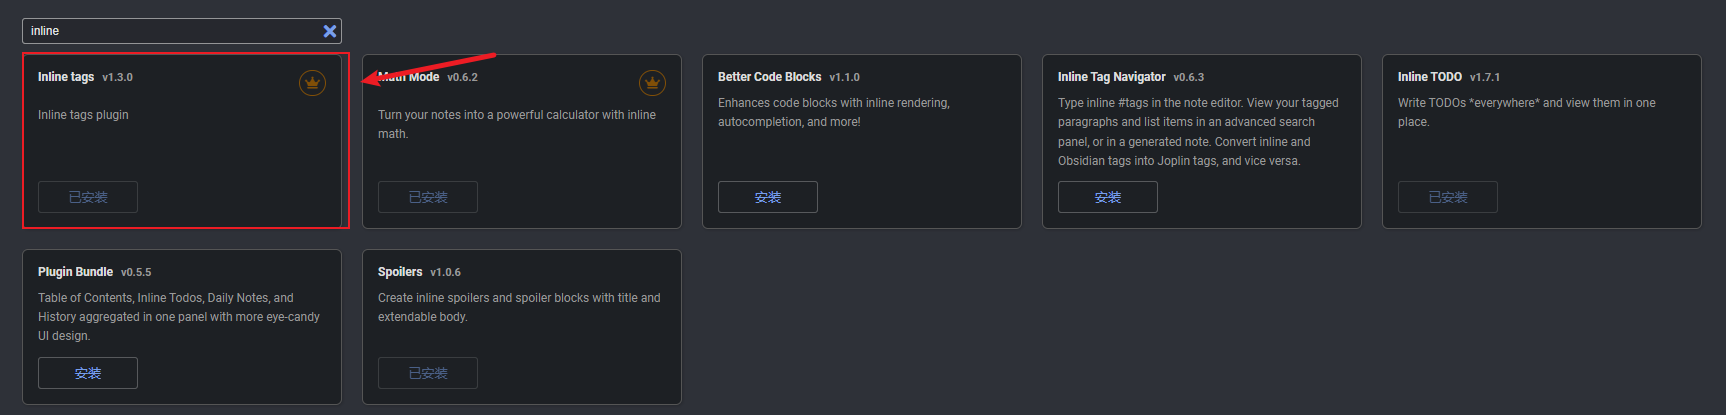 inline
Inline tags v1.3.0
Inline tags plugin
已安装
Math Mode v0.6.2
Turn your notes into a powerful calculator with inline
math.
已安装
Better Code Blocks v1.1.0
Enhances code blocks with inline rendering,
autocompletion, and more!
安装
Inline Tag Navigator v0.6.3
Type inline #tags in the note editor. View your tagged
paragraphs and list items in an advanced search
panel, or in a generated note. Convert inline and
Obsidian tags into Joplin tags, and vice versa.
安装
Inline TODO v1.7.1
Write TODOs *everywhere* and view them in one
place.
已安装
Plugin Bundle v0.5.5
Table of Contents, Inline Todos, Daily Notes, and
History aggregated in one panel with more eye-candy
UI design.
安装
Spoilers v1.0.6
Create inline spoilers and spoiler blocks with title and
extendable body.
已安装